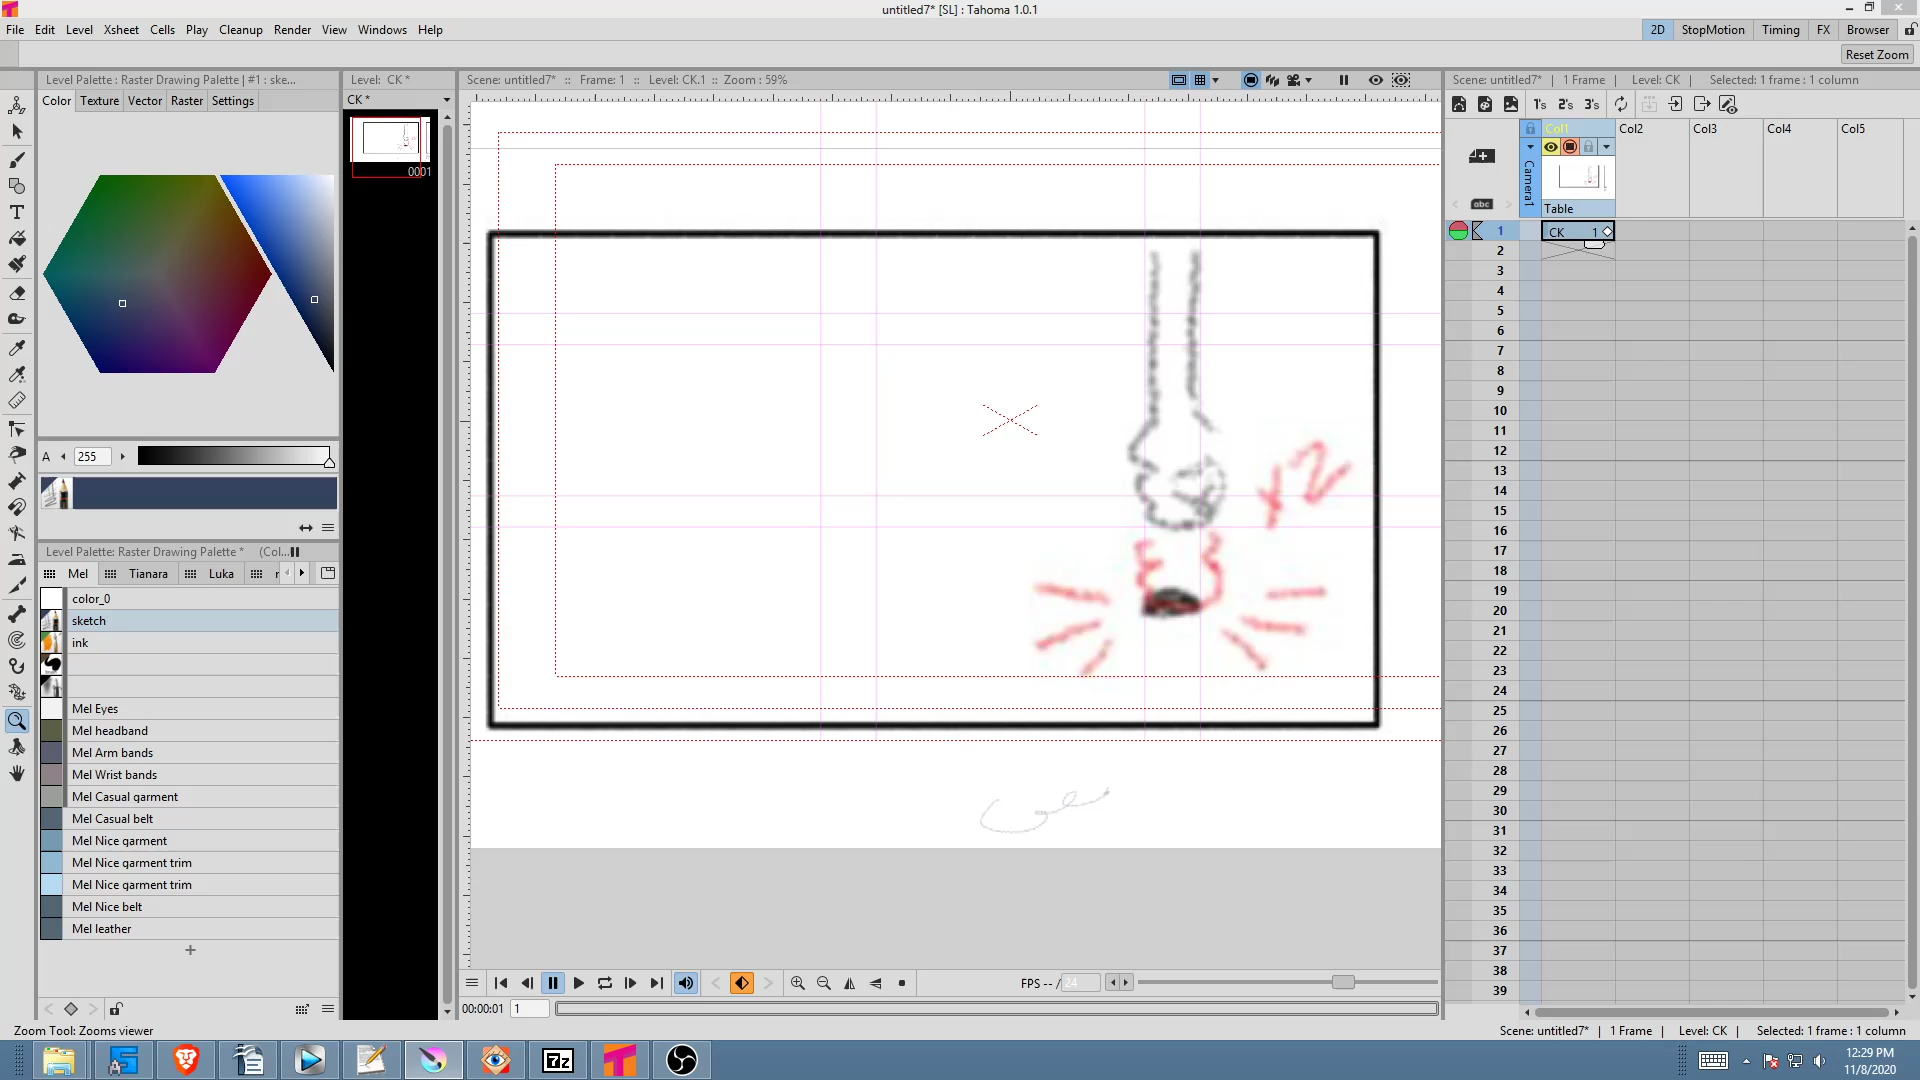 untitled7* [SL] : Tahoma 1.0.1
File Edit Level Xsheet Cells Play Cleanup Render View Windows Help
2D StopMotion Timing FX Browser
Reset Zoom
Level Palette : Raster Drawing Palette | #1 : ske...
Color Texture Vector Raster Settings
A 255
Level Palette: Raster Drawing Palette * (Col...
Mel Tianara Luka
color_0
sketch
ink
Mel Eyes
Mel headband
Mel Arm bands
Mel Wrist bands
Mel Casual garment
Mel Casual belt
Mel Nice garment
Mel Nice garment trim
Mel Nice garment trim
Mel Nice belt
Mel leather
+
Zoom Tool: Zooms viewer
Level: CK *
CK *
0001
Scene: untitled7* :: Frame: 1 :: Level: CK.1 :: Zoom : 59%
x2
FPS -- / 24
00:00:01 1
Scene: untitled7* | 1 Frame | Level: CK | Selected: 1 frame : 1 column
1's 2's 3's
Col1 Col2 Col3 Col4 Col5
Camera1
abc
Table
1 CK 1
2
3
4
5
6
7
8
9
10
11
12
13
14
15
16
17
18
19
20
21
22
23
24
25
26
27
28
29
30
31
32
33
34
35
36
37
38
39
Scene: untitled7* | 1 Frame | Level: CK | Selected: 1 frame : 1 column
7z
12:29 PM
11/8/2020